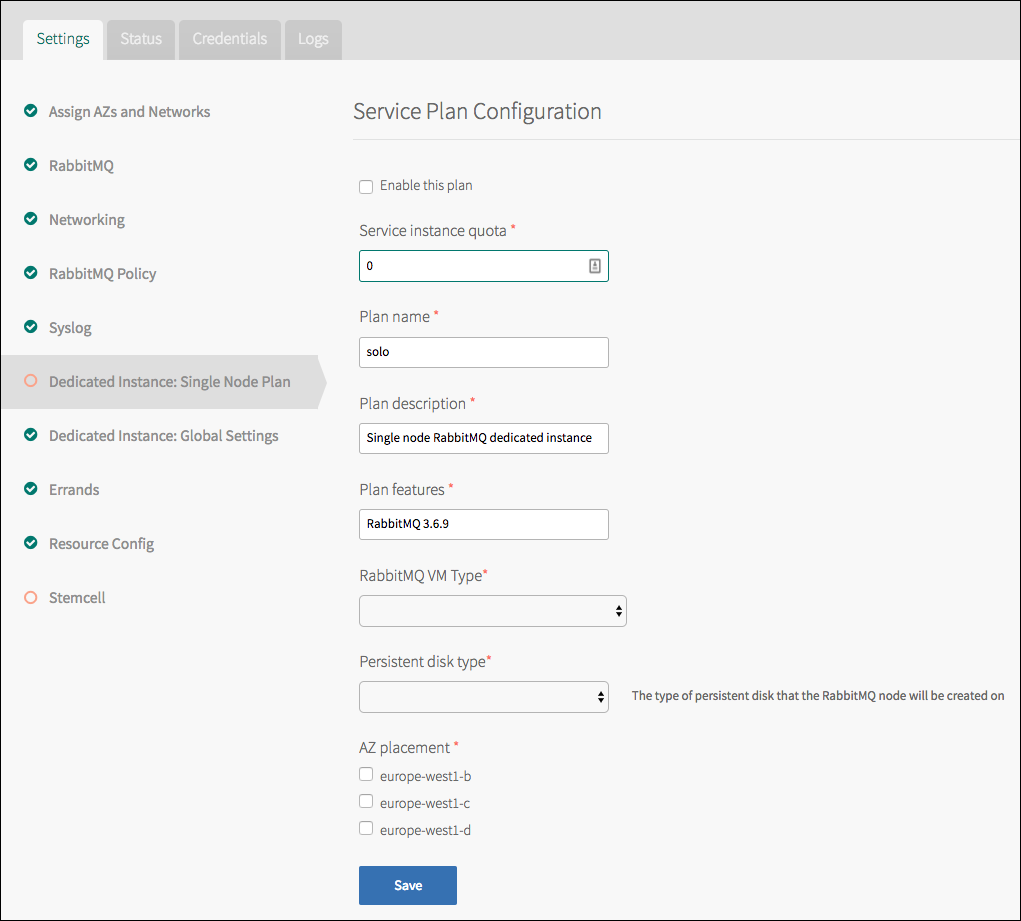 Settings
Status
Credentials
Logs
Assign AZs and Networks
RabbitMQ
Networking
RabbitMQ Policy
Syslog
Dedicated Instance: Single Node Plan
Dedicated Instance: Global Settings
Errands
Resource Config
Stemcell
Service Plan Configuration
Enable this plan
Service instance quota *
0
Plan name *
solo
Plan description *
Single node RabbitMQ dedicated instance
Plan features *
RabbitMQ 3.6.9
RabbitMQ VM Type*
Persistent disk type*
The type of persistent disk that the RabbitMQ node will be created on
AZ placement *
europe-west1-b
europe-west1-c
europe-west1-d
Save